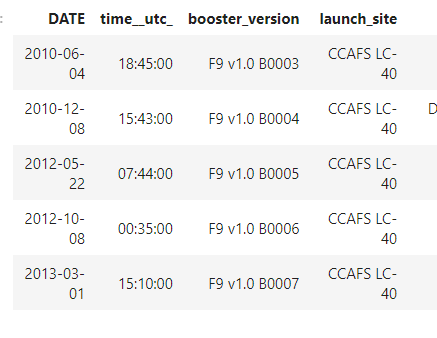 DATE time__utc_ booster_version launch_site
2010-06-
04 18:45:00 F9 v1.0 B0003 CCAFS LC-
40
2010-12-
08 15:43:00 F9 v1.0 B0004 CCAFS LC-
40 D
2012-05-
22 07:44:00 F9 v1.0 B0005 CCAFS LC-
40
2012-10-
08 00:35:00 F9 v1.0 B0006 CCAFS LC-
40
2013-03-
01 15:10:00 F9 v1.0 B0007 CCAFS LC-
40